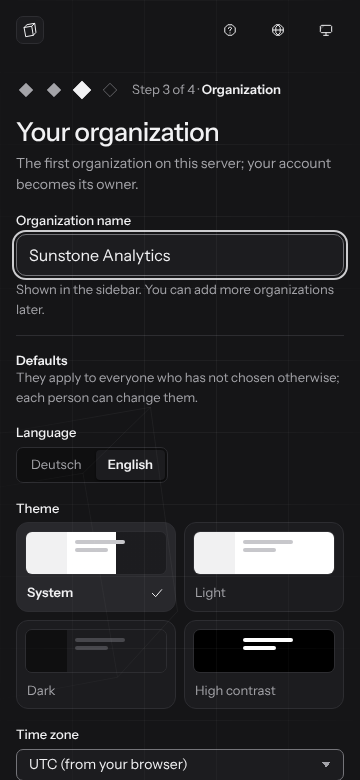 Step 3 of 4 · Organization
Your organization
The first organization on this server; your account
becomes its owner.
Organization name
Sunstone Analytics
Shown in the sidebar. You can add more organizations
later.
Defaults
They apply to everyone who has not chosen otherwise;
each person can change them.
Language
Deutsch English
Theme
System Light
Dark High contrast
Time zone
UTC (from your browser)